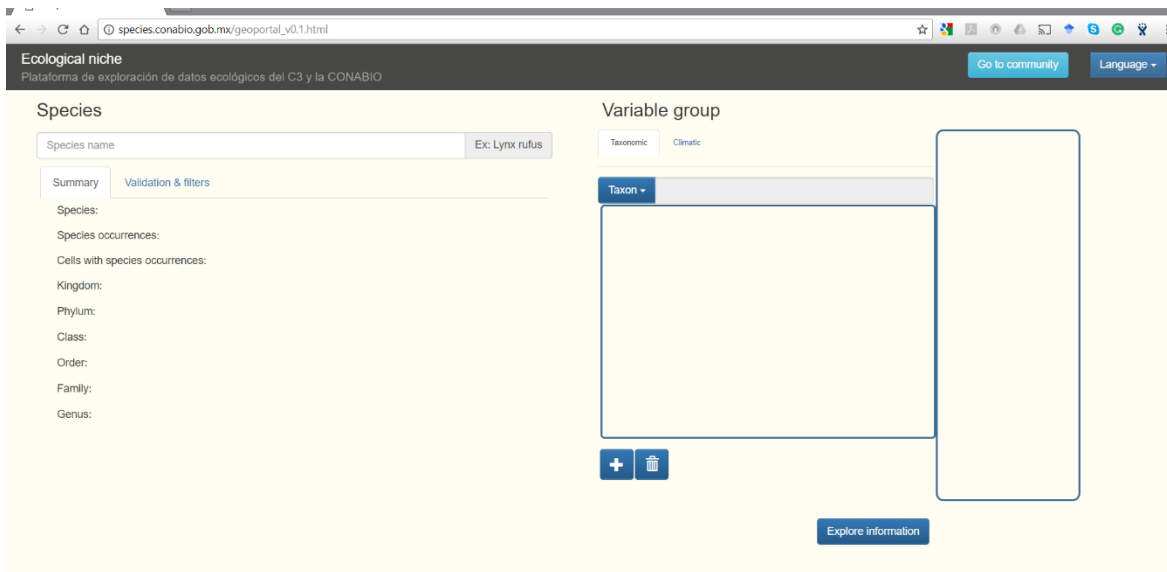 species.conabio.gob.mx/geoportal_v0.1.html
Ecological niche
Plataforma de exploración de datos ecológicos del C3 y la CONABIO
Go to community
Language
Species
Species name
Ex: Lynx rufus
Summary
Validation & filters
Species:
Species occurrences:
Cells with species occurrences:
Kingdom:
Phylum:
Class:
Order:
Family:
Genus:
Variable group
Taxonomic
Climatic
Taxon
Explore information